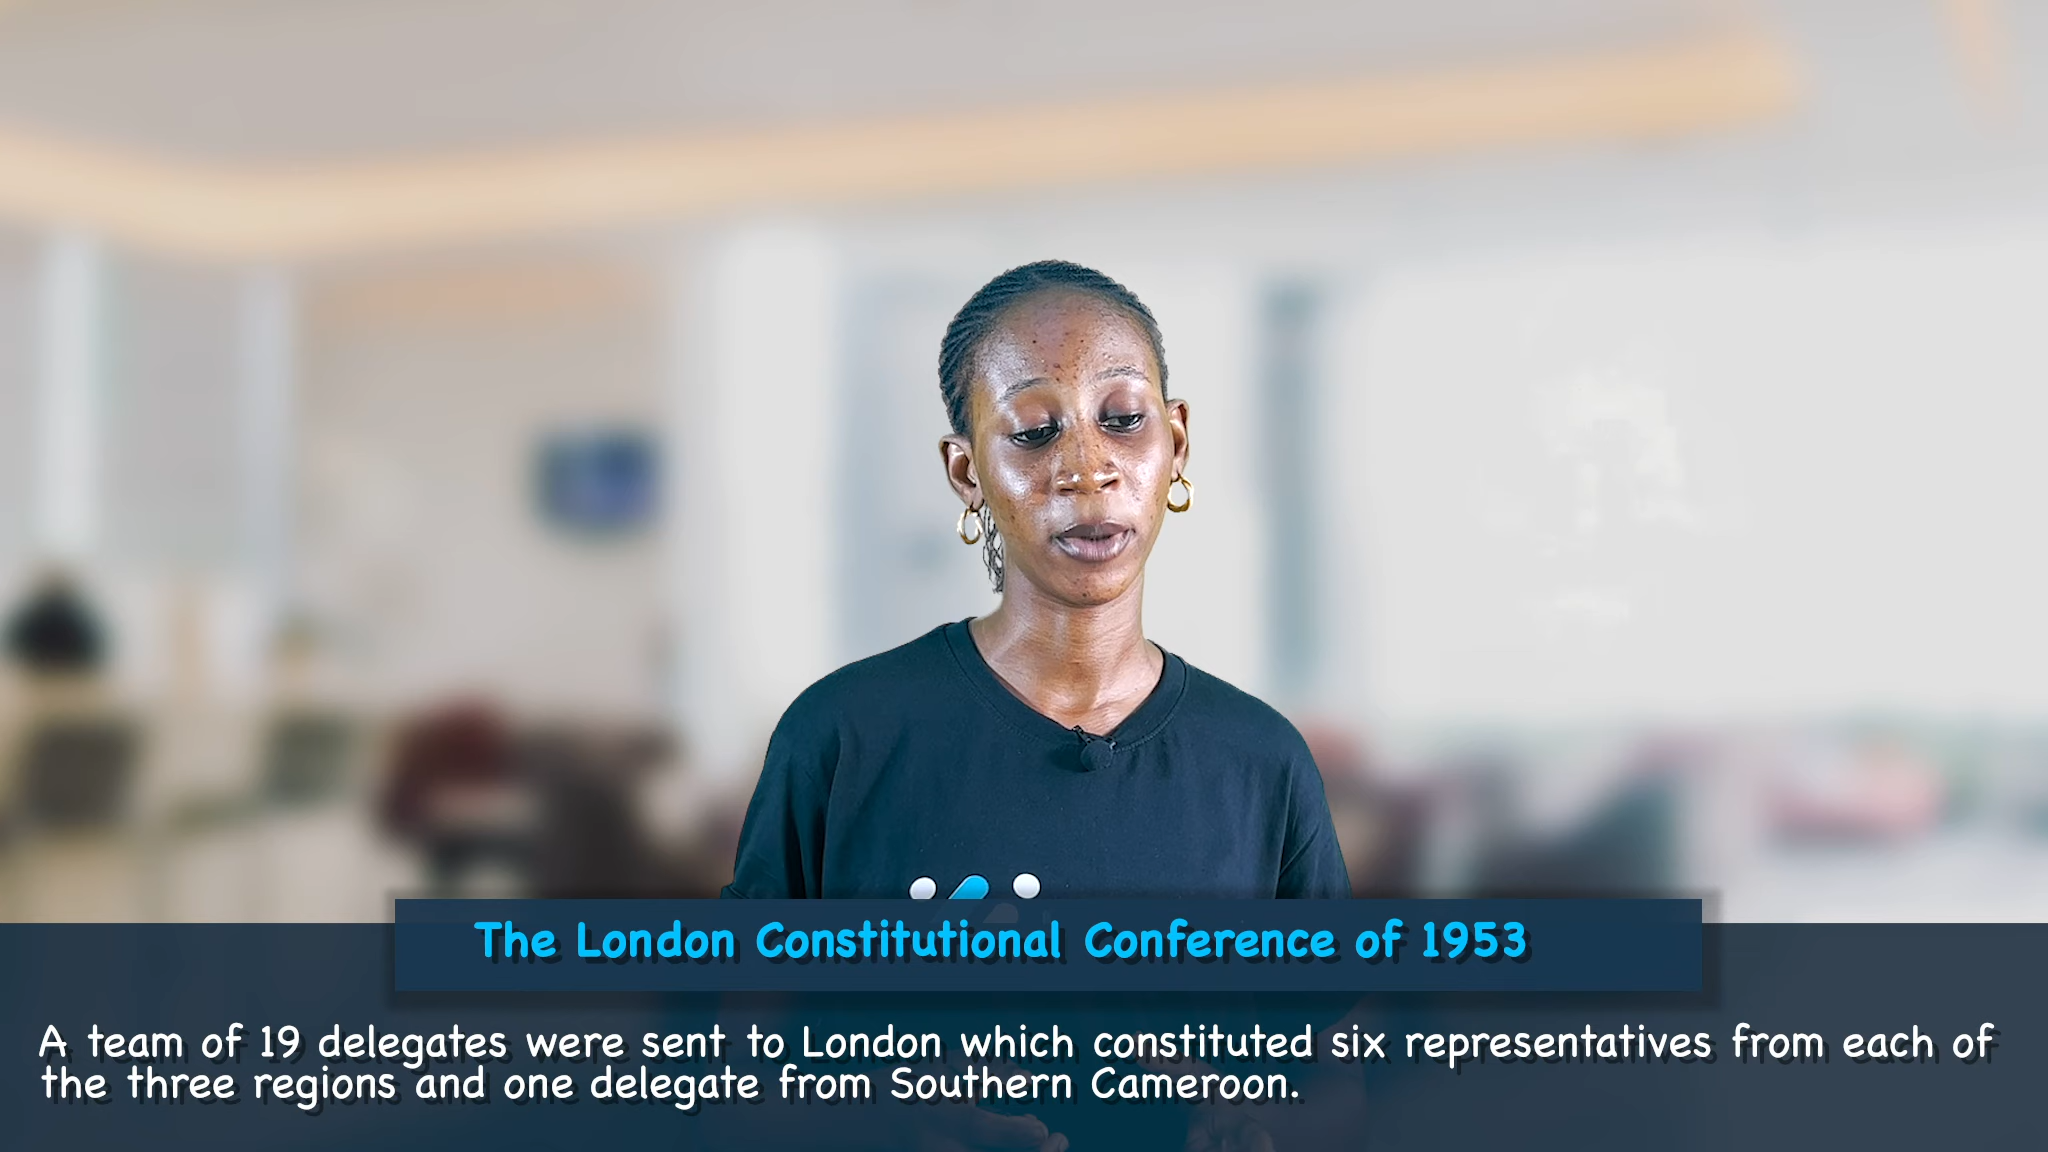 The London Constitutional Conference of 1953
A team of 19 delegates were sent to London which constituted six representatives from each of
the three regions and one delegate from Southern Cameroon.